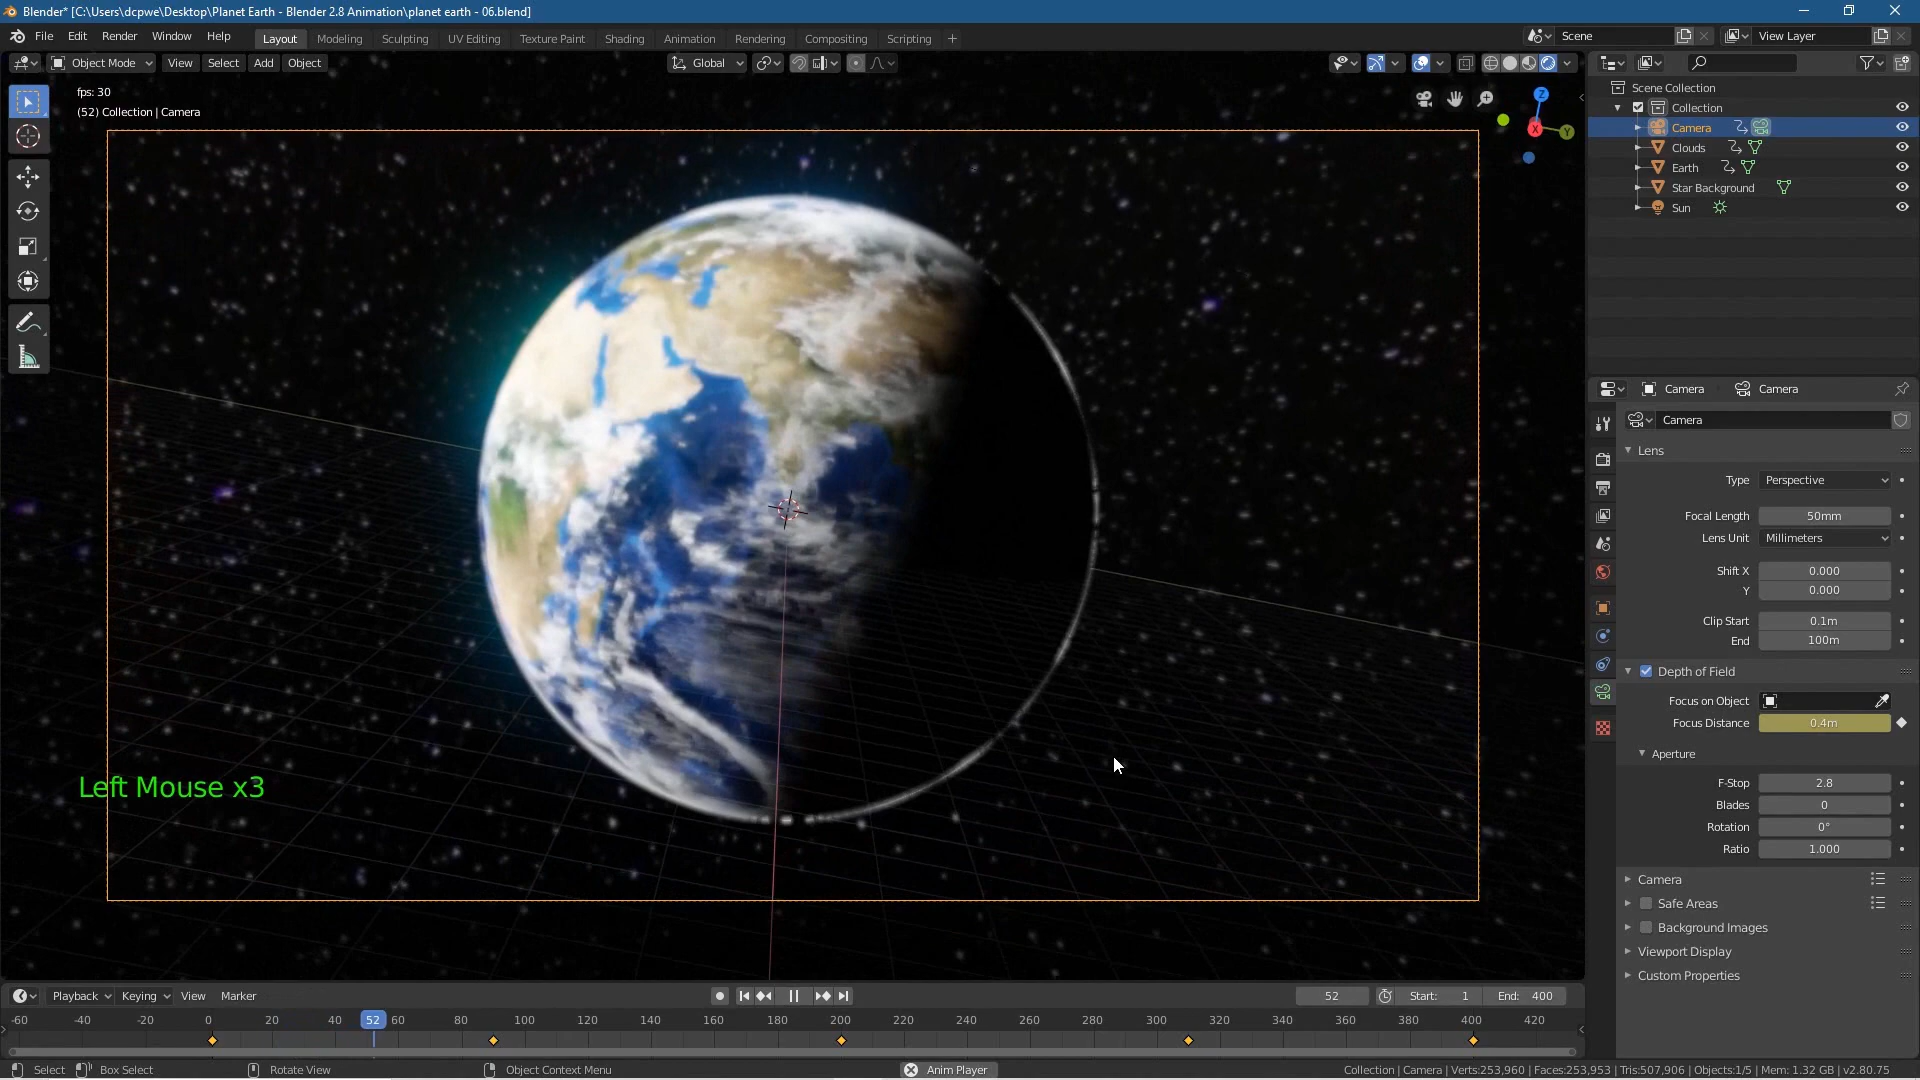 Blender* [C:\Users\dcpwe\Desktop\Planet Earth - Blender 2.8 Animation\planet earth - 06.blend]
File Edit Render Window Help Layout Modeling Sculpting UV Editing Texture Paint Shading Animation Rendering Compositing Scripting + Scene View Layer
Object Mode View Select Add Object Global
fps: 30
(52) Collection | Camera
Z
X
Y
Left Mouse x3
Scene Collection
Collection
Camera
Clouds
Earth
Star Background
Sun
Camera Camera
Camera
Lens
Type Perspective
Focal Length 50mm
Lens Unit Millimeters
Shift X 0.000
Y 0.000
Clip Start 0.1m
End 100m
Depth of Field
Focus on Object
Focus Distance 0.4m
Aperture
F-Stop 2.8
Blades 0
Rotation 0°
Ratio 1.000
Camera
Safe Areas
Background Images
Viewport Display
Custom Properties
Playback Keying View Marker 52 Start: 1 End: 400
-60 -40 -20 0 20 40 52 60 80 100 120 140 160 180 200 220 240 260 280 300 320 340 360 380 400 420
Select Box Select Rotate View Object Context Menu Anim Player Collection | Camera | Verts:253,960 | Faces:253,953 | Tris:507,906 | Objects:1/5 | Mem: 1.32 GB | v2.80.75